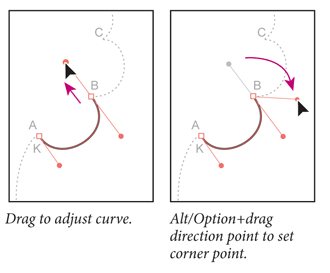 C
B
A
K
Drag to adjust curve.
C
B
A
K
Alt/Option+drag
direction point to set
corner point.